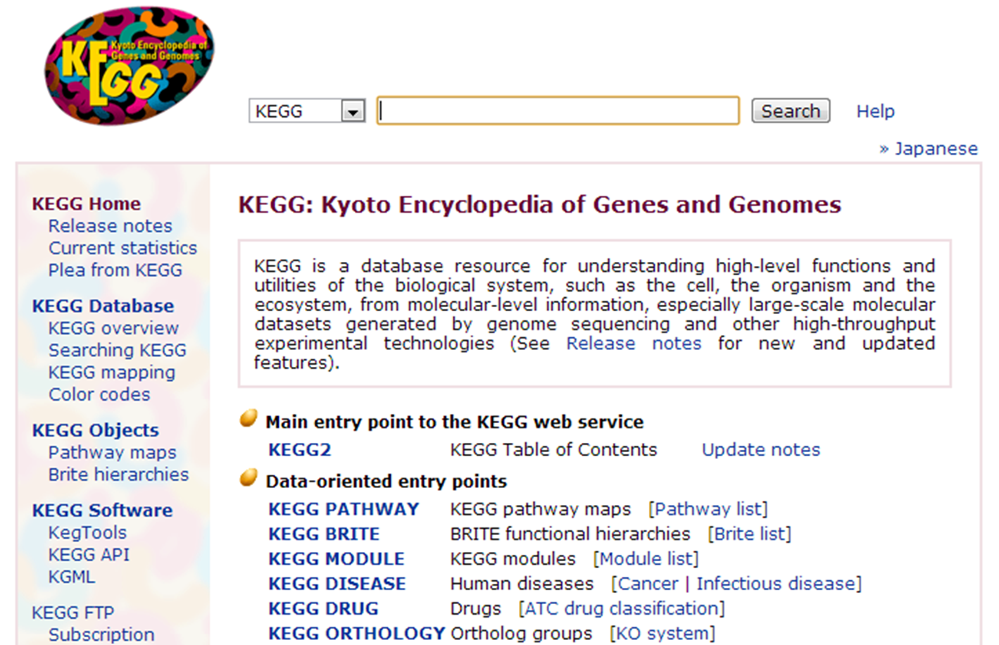 KEGG
Kyoto Encyclopedia of
Genes and Genomes
KEGG
Search
Help
» Japanese
KEGG Home
Release notes
Current statistics
Plea from KEGG
KEGG Database
KEGG overview
Searching KEGG
KEGG mapping
Color codes
KEGG Objects
Pathway maps
Brite hierarchies
KEGG Software
KegTools
KEGG API
KGML
KEGG FTP
Subscription
KEGG: Kyoto Encyclopedia of Genes and Genomes
KEGG is a database resource for understanding high-level functions and
utilities of the biological system, such as the cell, the organism and the
ecosystem, from molecular-level information, especially large-scale molecular
datasets generated by genome sequencing and other high-throughput
experimental technologies (See Release notes for new and updated
features).
Main entry point to the KEGG web service
KEGG2 KEGG Table of Contents Update notes
Data-oriented entry points
KEGG PATHWAY KEGG pathway maps [Pathway list]
KEGG BRITE BRITE functional hierarchies [Brite list]
KEGG MODULE KEGG modules [Module list]
KEGG DISEASE Human diseases [Cancer | Infectious disease]
KEGG DRUG Drugs [ATC drug classification]
KEGG ORTHOLOGY Ortholog groups [KO system]